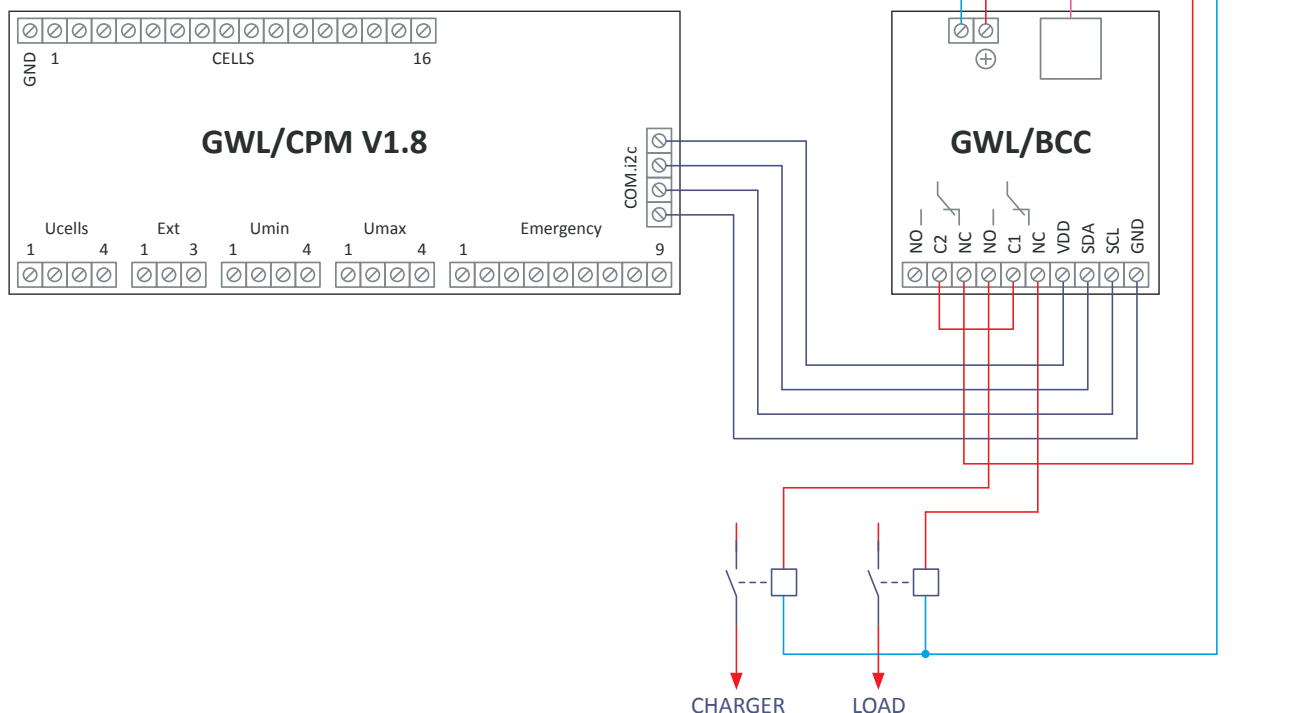 GND 1 CELLS 16
GWL/CPM V1.8
COM.i2c
Ucells Ext Umin Umax Emergency
1 4 1 3 1 4 1 4 1 9
GWL/BCC
NO C2 NC NO C1 NC VDD SDA SCL GND
CHARGER LOAD